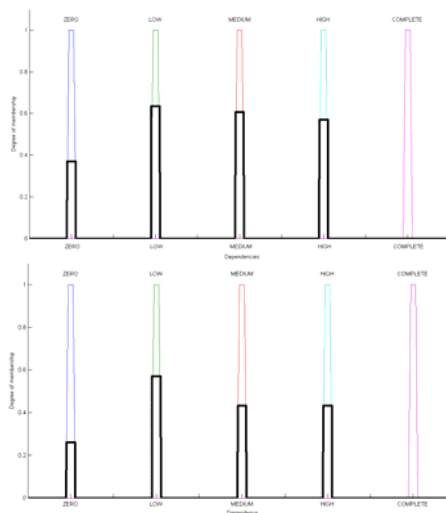 ZERO LOW MEDIUM HIGH COMPLETE
1
0.8
0.6
0.4
0.2
0
Degree of membership
ZERO LOW MEDIUM HIGH COMPLETE
Dependencies
ZERO LOW MEDIUM HIGH COMPLETE
1
0.8
0.6
0.4
0.2
0
Degree of membership
ZERO LOW MEDIUM HIGH COMPLETE